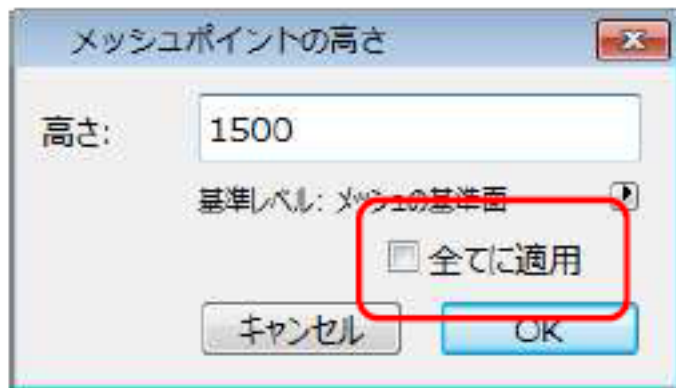 メッシュポイントの高さ
高さ: 1500
基準レベル: メッシュの基準面
全てに適用
キャンセル OK